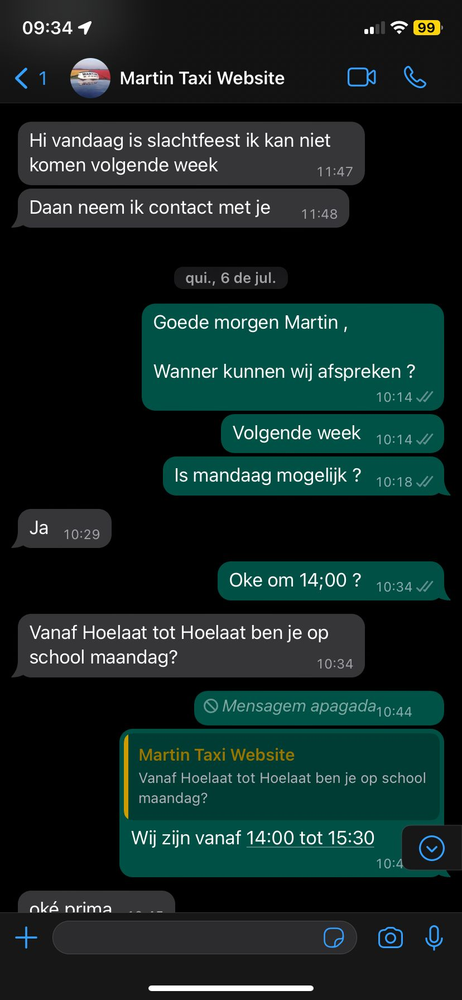 09:34
99
1
MARTIN
Martin Taxi Website
Hi vandaag is slachtfeest ik kan niet
komen volgende week
11:47
Daan neem ik contact met je
11:48
qui., 6 de jul.
Goede morgen Martin ,
Wanner kunnen wij afspreken ?
10:14
Volgende week
10:14
Is mandaag mogelijk ?
10:18
Ja
10:29
Oke om 14;00 ?
10:34
Vanaf Hoelaat tot Hoelaat ben je op
school maandag?
10:34
Mensagem apagada
10:44
Martin Taxi Website
Vanaf Hoelaat tot Hoelaat ben je op school
maandag?
Wij zijn vanaf 14:00 tot 15:30
10:4
oké prima